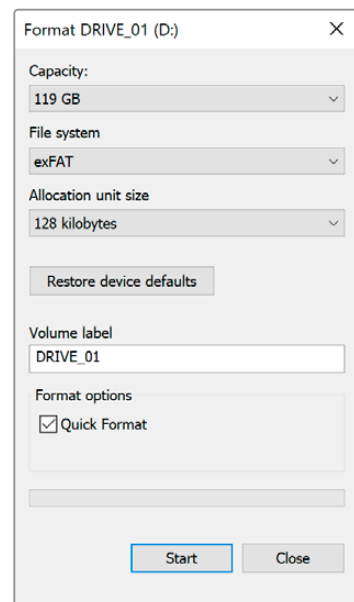 Format DRIVE_01 (D:)
Capacity:
119 GB
File system
exFAT
Allocation unit size
128 kilobytes
Restore device defaults
Volume label
DRIVE_01
Format options
Quick Format
Start Close